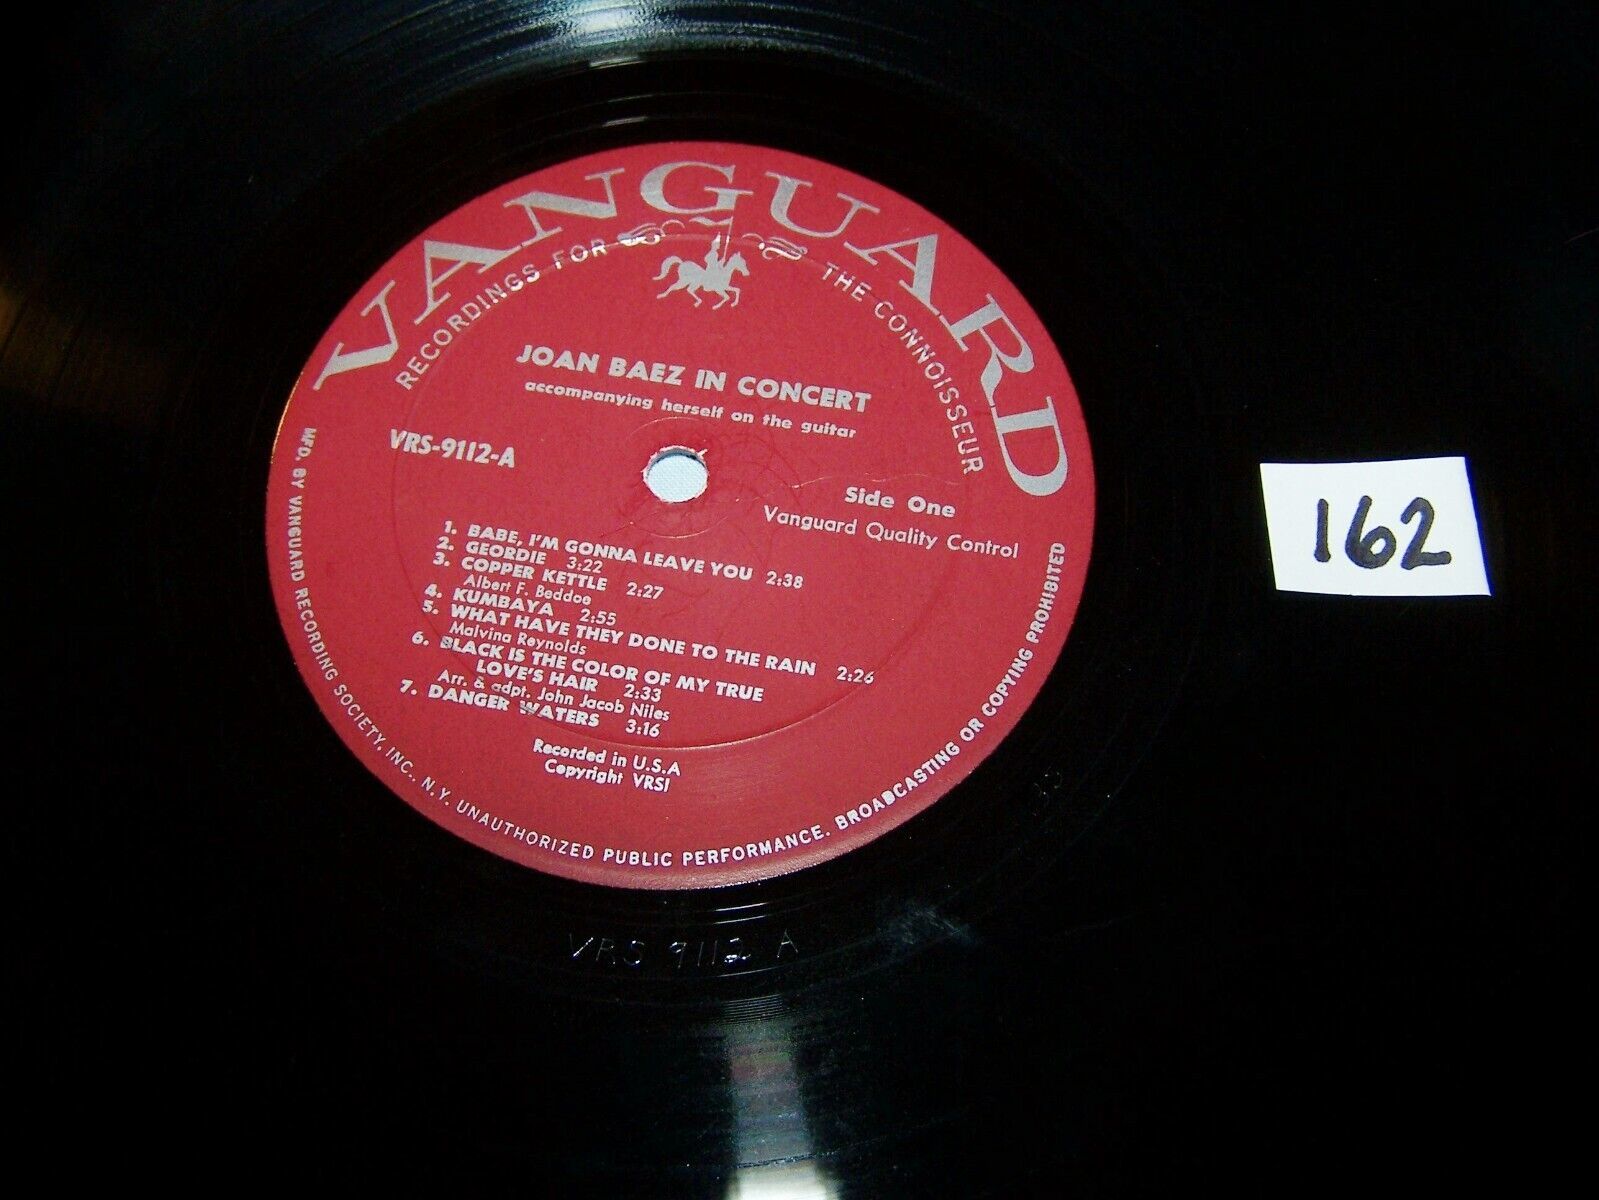 VANGUARD
RECORDINGS FOR THE CONNOISSEUR
JOAN BAEZ IN CONCERT
accompanying herself on the guitar
VRS-9112-A
Side One
Vanguard Quality Control
1. BABE, I'M GONNA LEAVE YOU 2:38
2. GEORDIE 3:22
3. COPPER KETTLE 2:27
Albert F. Beddoe
4. KUMBAYA 2:55
5. WHAT HAVE THEY DONE TO THE RAIN 2:26
Malvina Reynolds
6. BLACK IS THE COLOR OF MY TRUE
LOVE'S HAIR 2:33
Arr. & adpt. John Jacob Niles
7. DANGER WATERS 3:16
Recorded in U.S.A
Copyright VRSI
MFD. BY VANGUARD RECORDING SOCIETY, INC., N.Y. UNAUTHORIZED PUBLIC PERFORMANCE, BROADCASTING OR COPYING PROHIBITED
VRS 9112 A
162